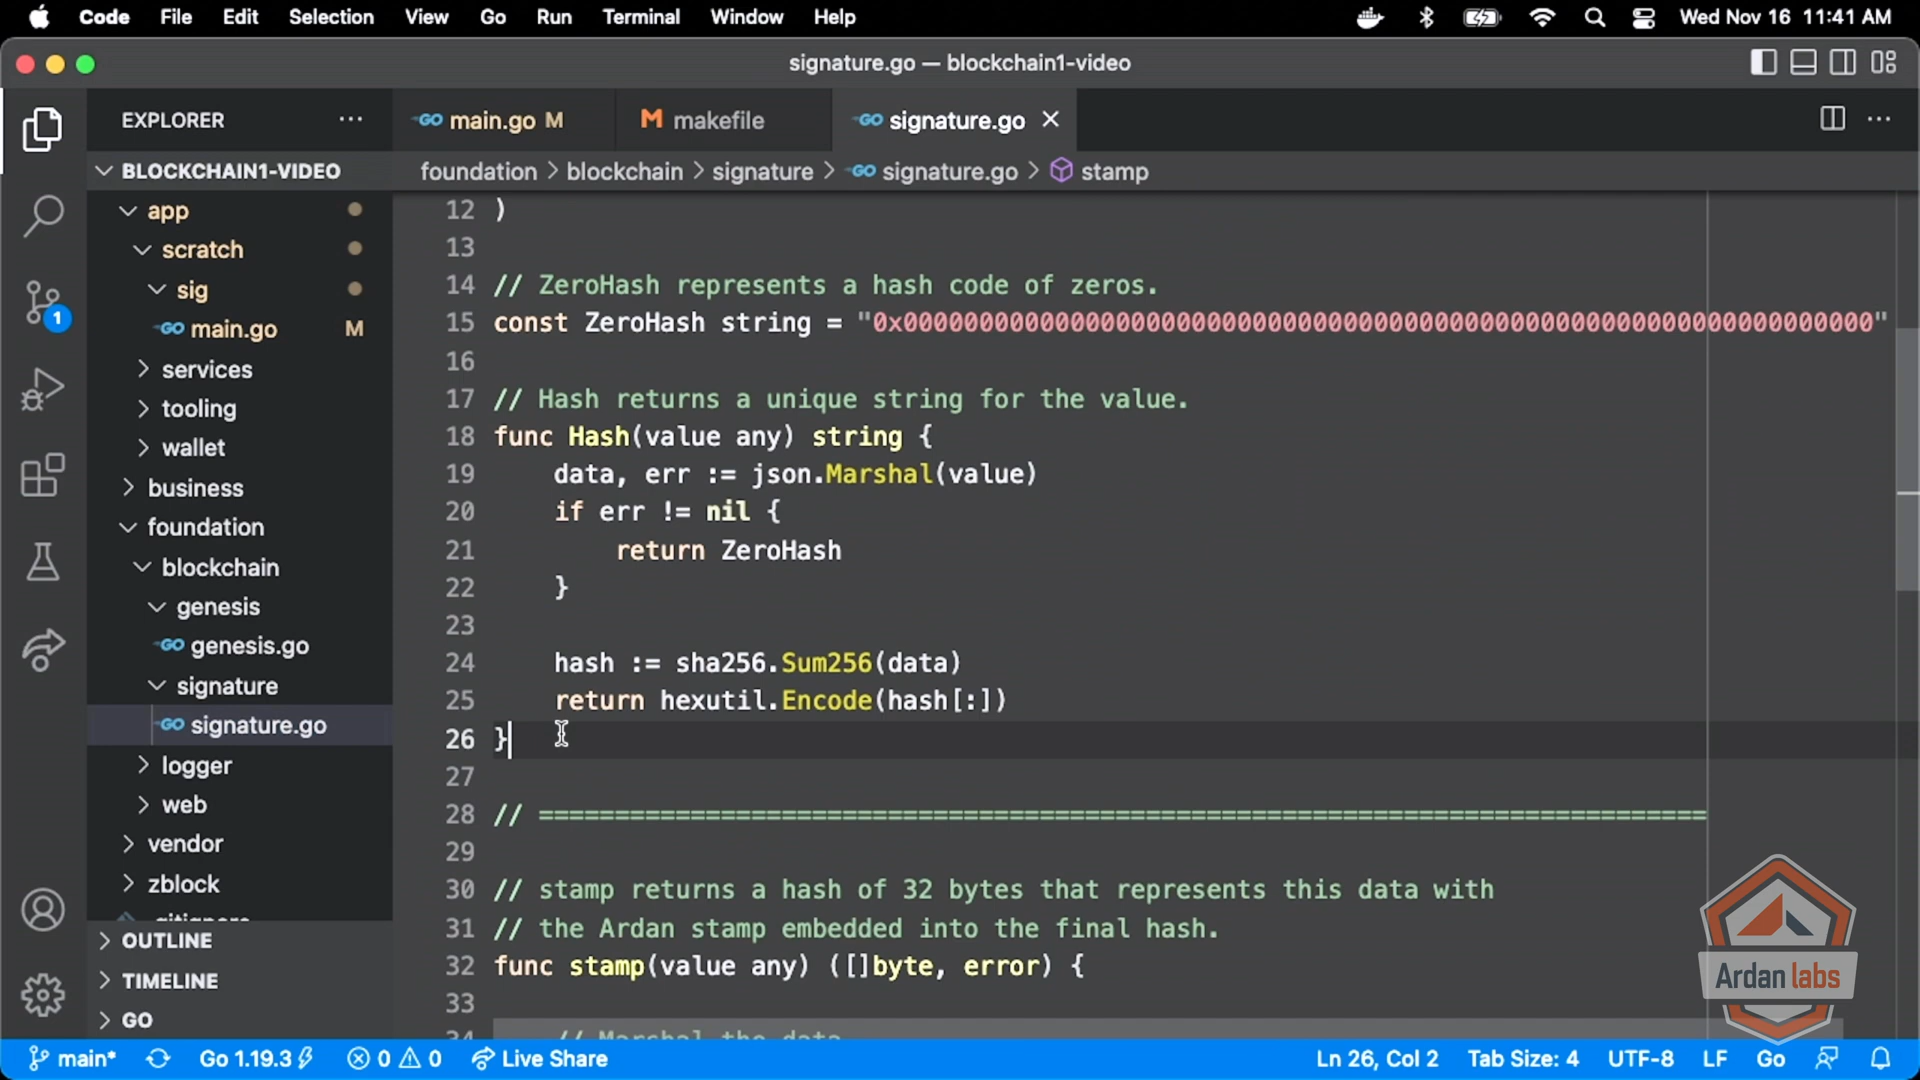 Code File Edit Selection View Go Run Terminal Window Help Wed Nov 16 11:41 AM
signature.go — blockchain1-video
EXPLORER
main.go M
makefile
signature.go
BLOCKCHAIN1-VIDEO
foundation > blockchain > signature > signature.go > stamp
app
scratch
sig
main.go M
services
tooling
wallet
business
foundation
blockchain
genesis
genesis.go
signature
signature.go
logger
web
vendor
zblock
.gitignore
OUTLINE
TIMELINE
GO
1
12 )
13
14 // ZeroHash represents a hash code of zeros.
15 const ZeroHash string = "0x0000000000000000000000000000000000000000000000000000000000000000"
16
17 // Hash returns a unique string for the value.
18 func Hash(value any) string {
19 data, err := json.Marshal(value)
20 if err != nil {
21 return ZeroHash
22 }
23
24 hash := sha256.Sum256(data)
25 return hexutil.Encode(hash[:])
26 }
27
28 // =============================================================================
29
30 // stamp returns a hash of 32 bytes that represents this data with
31 // the Ardan stamp embedded into the final hash.
32 func stamp(value any) ([]byte, error) {
33
34 // Marshal the data
Ardan labs
main* Go 1.19.3 0 0 Live Share Ln 26, Col 2 Tab Size: 4 UTF-8 LF Go